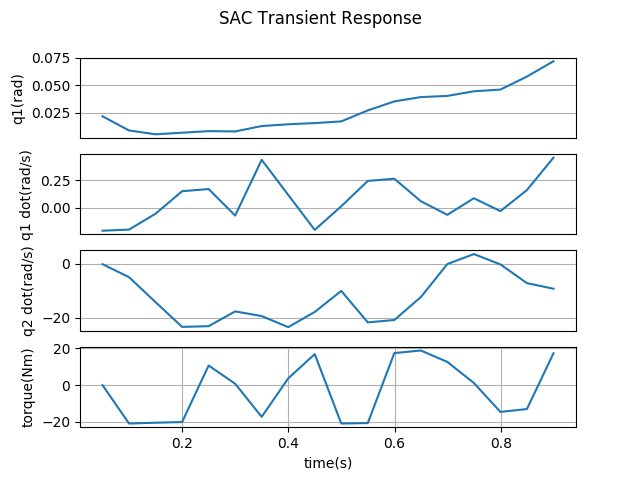 SAC Transient Response
q1(rad)
0.075
0.050
0.025
q1 dot(rad/s)
0.25
0.00
q2 dot(rad/s)
0
−20
torque(Nm)
20
0
−20
0.2 0.4 0.6 0.8
time(s)